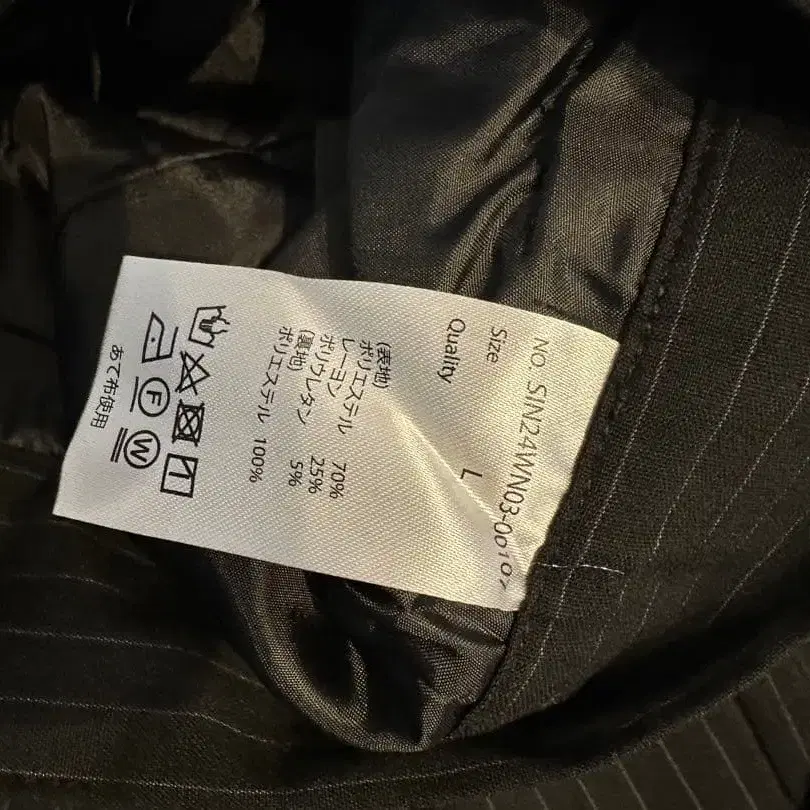 NO. SIN24WN03-00107
Size L
Quality
(表地)
ポリエステル 70%
レーヨン 25%
ポリウレタン 5%
(裏地)
ポリエステル 100%
F W
あて布使用